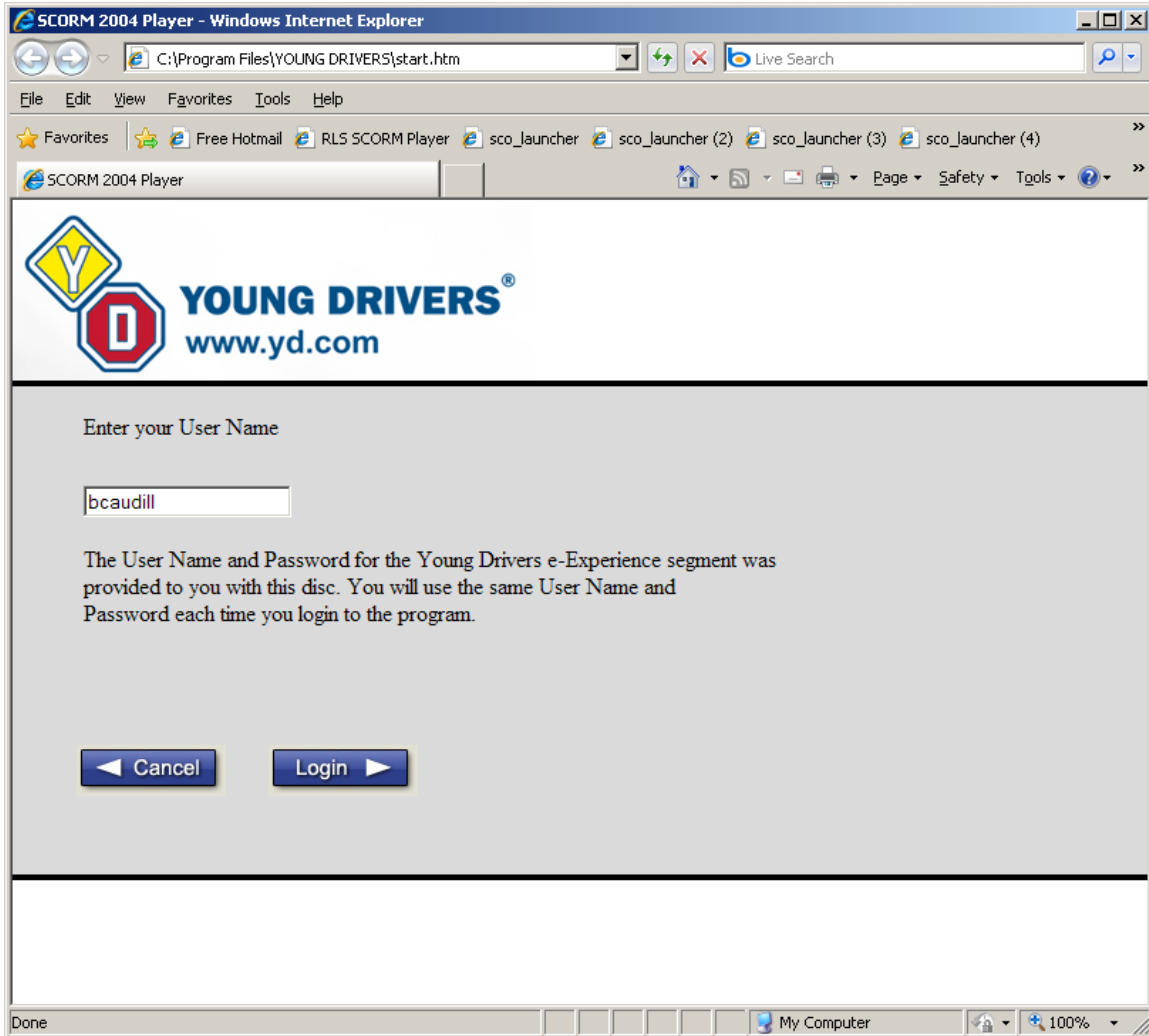 SCORM 2004 Player - Windows Internet Explorer
C:\Program Files\YOUNG DRIVERS\start.htm Live Search
File Edit View Favorites Tools Help
Favorites Free Hotmail RLS SCORM Player sco_launcher sco_launcher (2) sco_launcher (3) sco_launcher (4) »
SCORM 2004 Player Page Safety Tools »
Y
D
YOUNG DRIVERS®
www.yd.com
Enter your User Name
bcaudill
The User Name and Password for the Young Drivers e-Experience segment was
provided to you with this disc. You will use the same User Name and
Password each time you login to the program.
Cancel Login
Done My Computer 100%